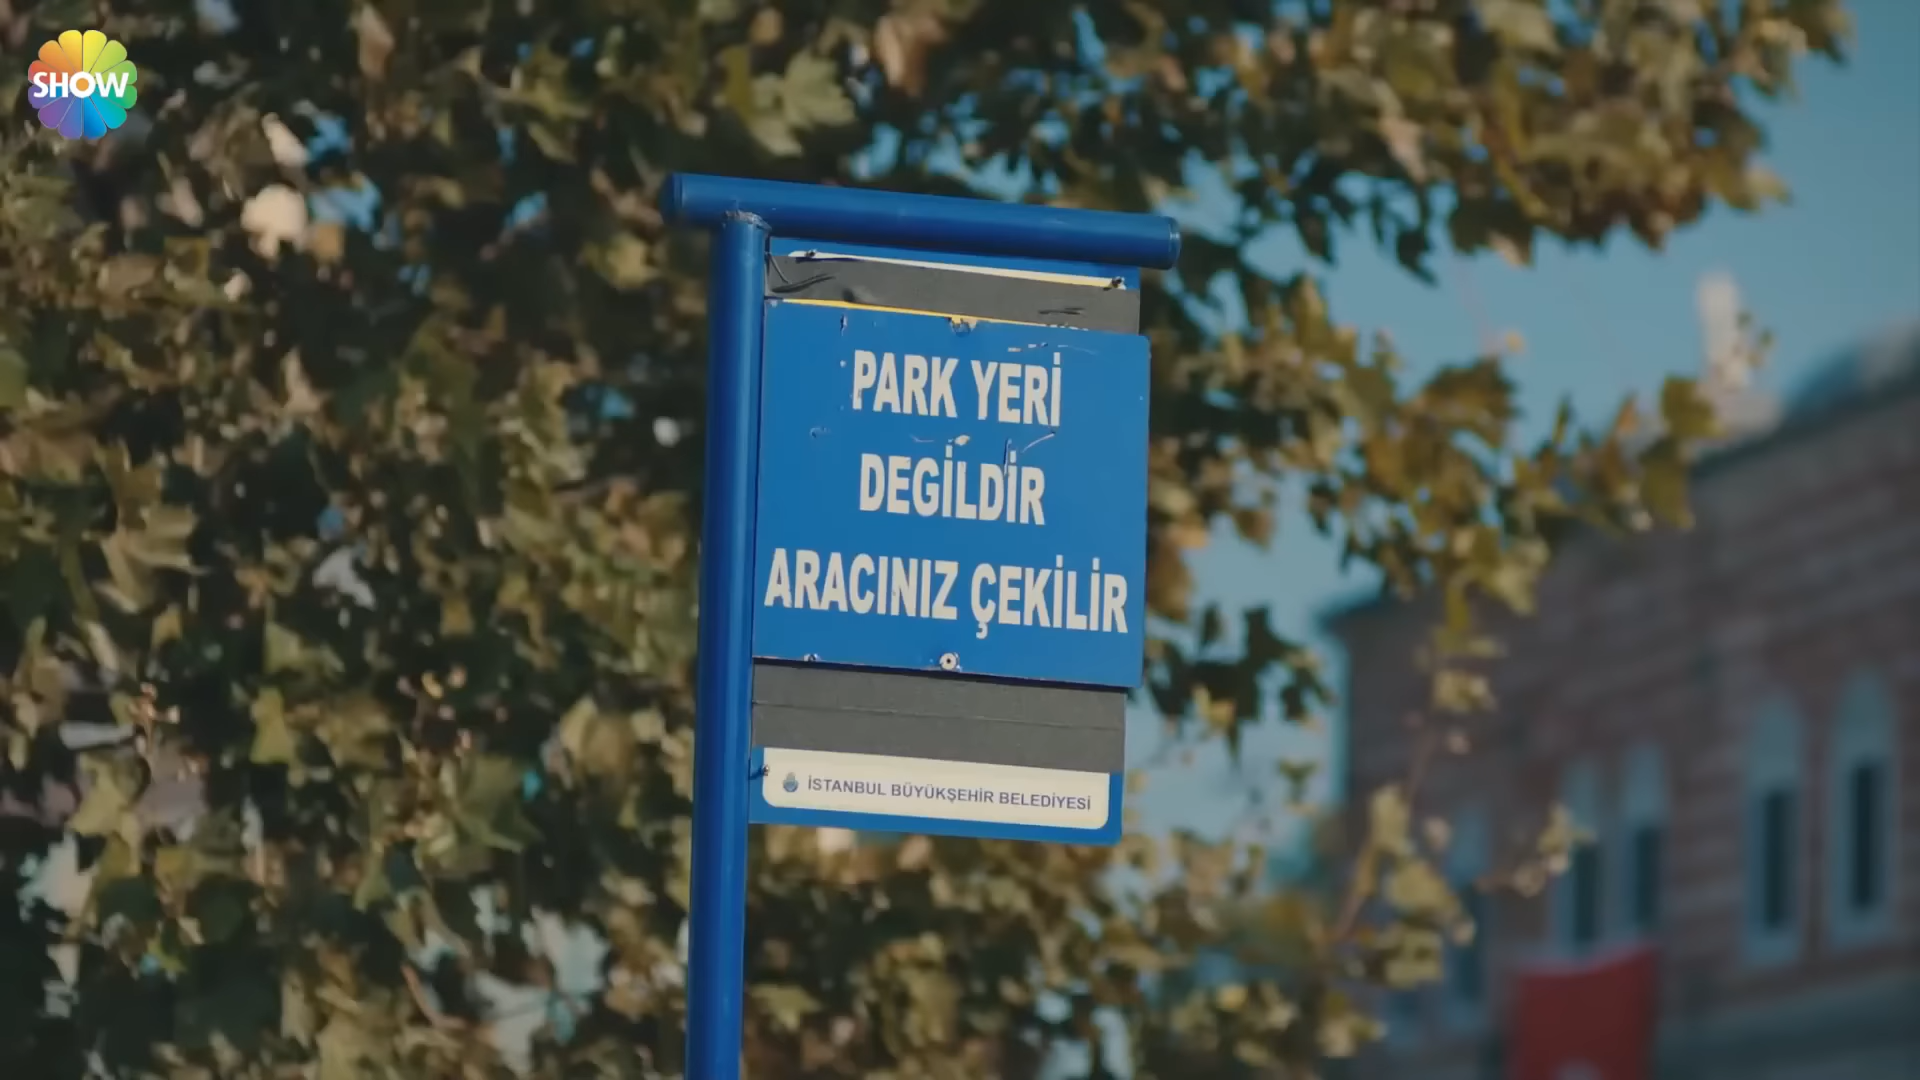 SHOW
PARK YERİ
DEGİLDİR
ARACINIZ ÇEKİLİR
İSTANBUL BÜYÜKŞEHİR BELEDİYESİ